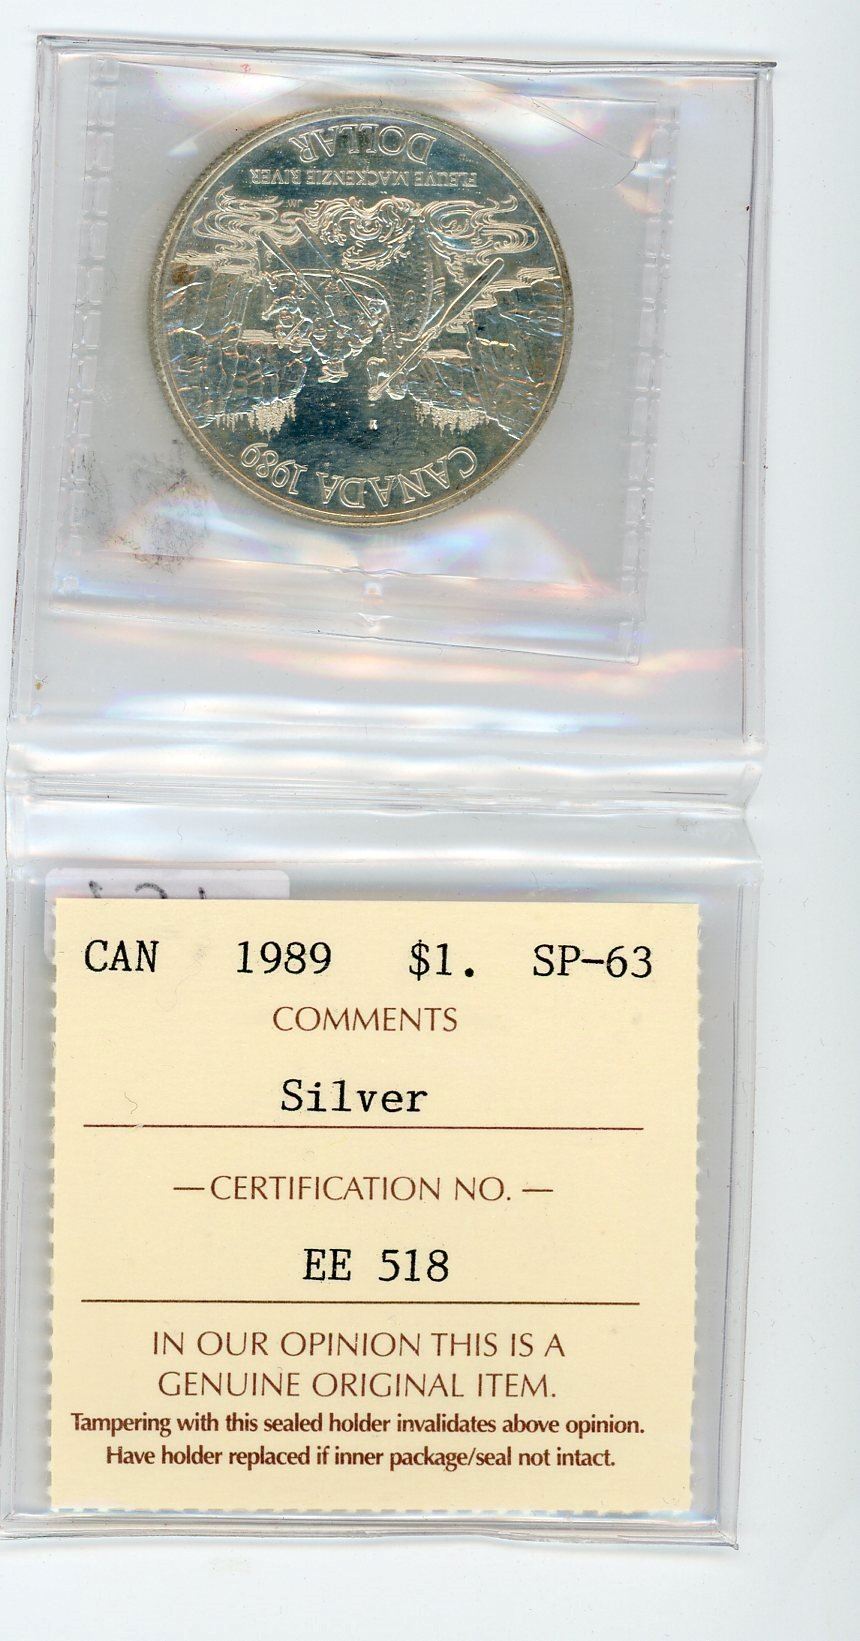 DOLLAR
FLEUVE MACKENZIE RIVER
JM
CANADA 1989
CAN 1989 $1. SP-63
COMMENTS
Silver
—CERTIFICATION NO. —
EE 518
IN OUR OPINION THIS IS A
GENUINE ORIGINAL ITEM.
Tampering with this sealed holder invalidates above opinion.
Have holder replaced if inner package/seal not intact.